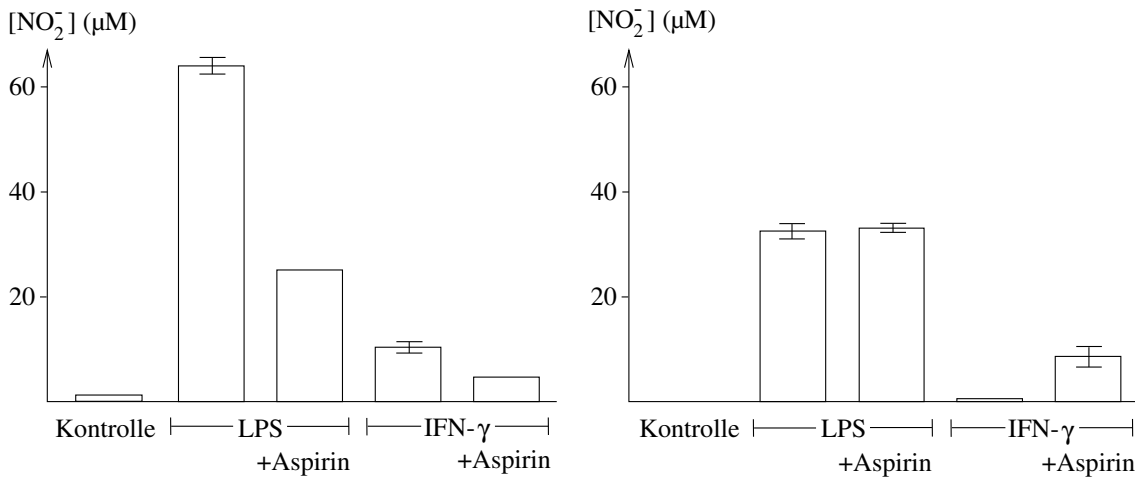 [NO₂⁻] (µM)
60
40
20
Kontrolle
LPS
IFN-γ
+Aspirin
+Aspirin
[NO₂⁻] (µM)
60
40
20
Kontrolle
LPS
IFN-γ
+Aspirin
+Aspirin